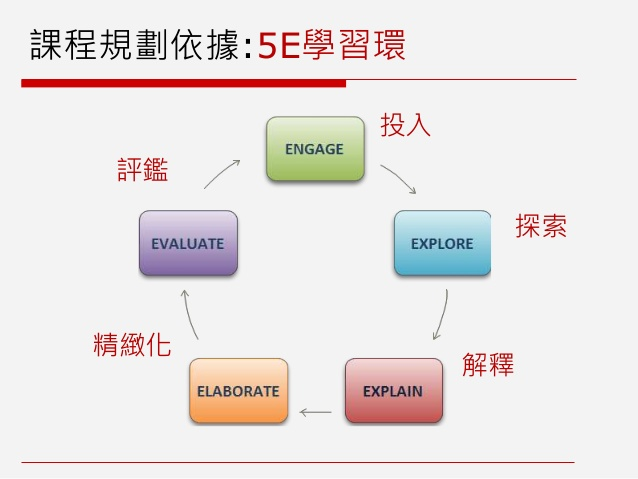 課程規劃依據:5E學習環
ENGAGE
投入
評鑑
EVALUATE
EXPLORE
探索
精緻化
ELABORATE
EXPLAIN
解釋